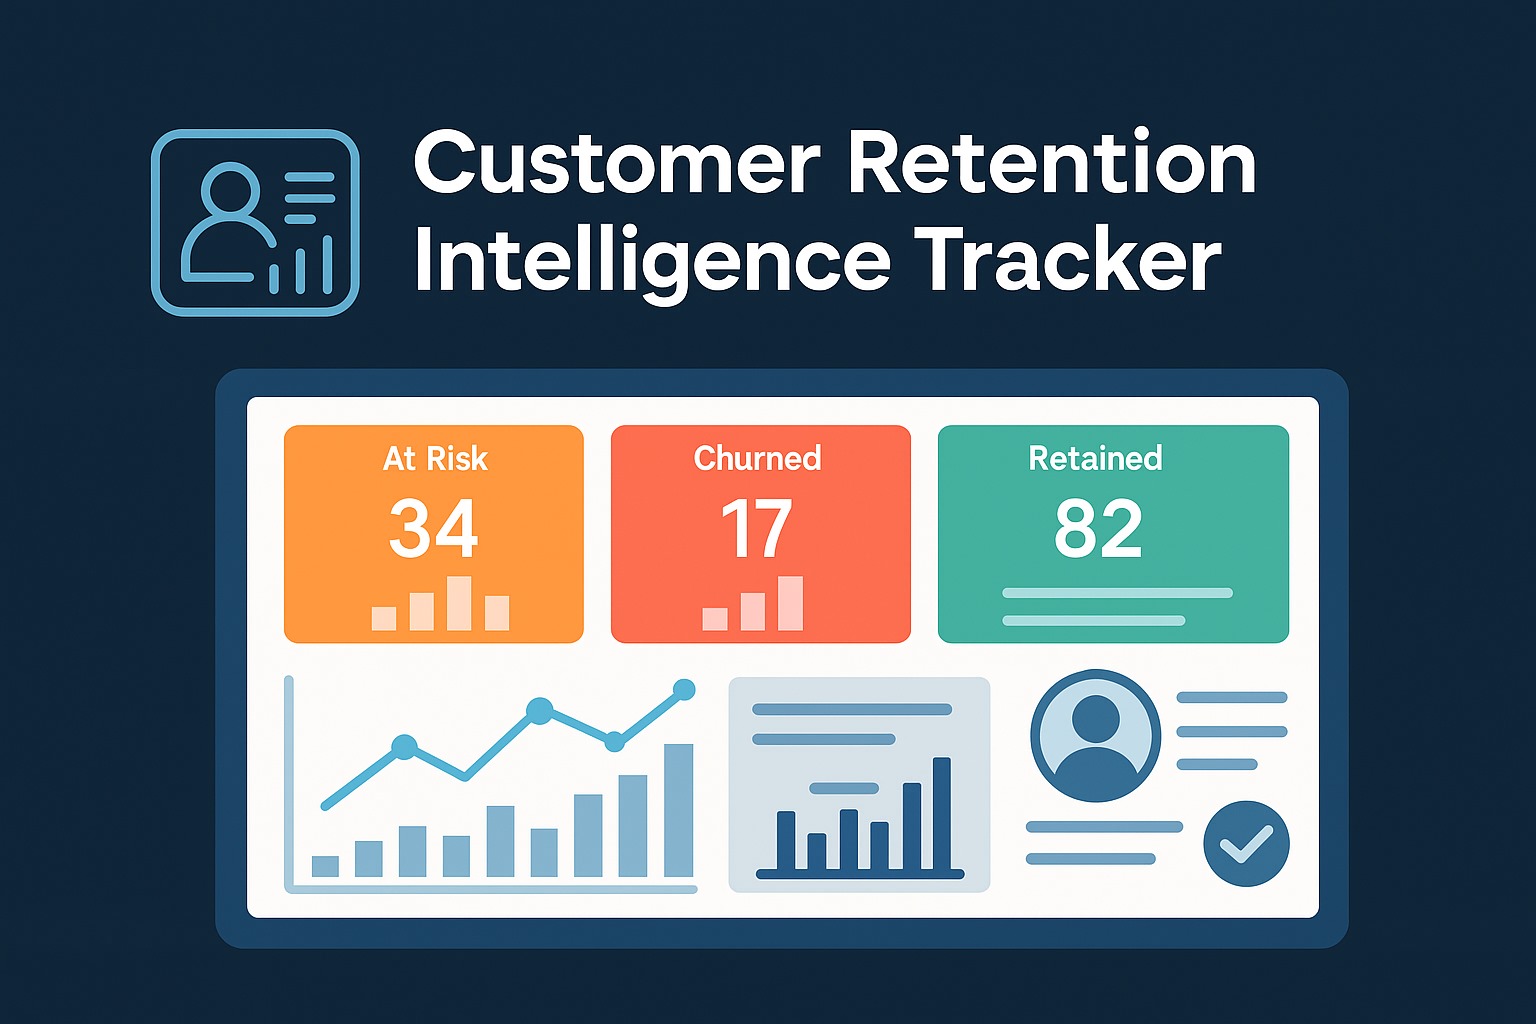 Customer Retention
Intelligence Tracker
At Risk
34
Churned
17
Retained
82